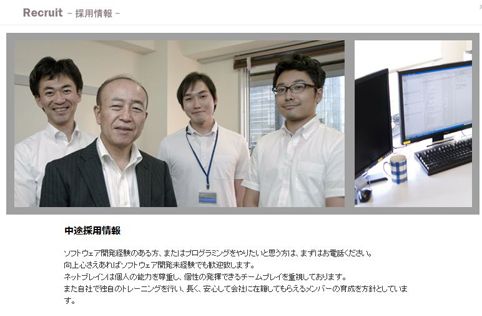 Recruit － 採用情報 －
中途採用情報
ソフトウェア開発経験のある方、またはプログラミングをやりたいと思う方は、まずはお電話ください。
向上心さえあればソフトウェア開発未経験でも歓迎致します。
ネットブレインは個人の能力を尊重し、個性の発揮できるチームプレイを重視しております。
また自社で独自のトレーニングを行い、長く、安心して会社に在籍してもらえるメンバーの育成を方針としていま
す。